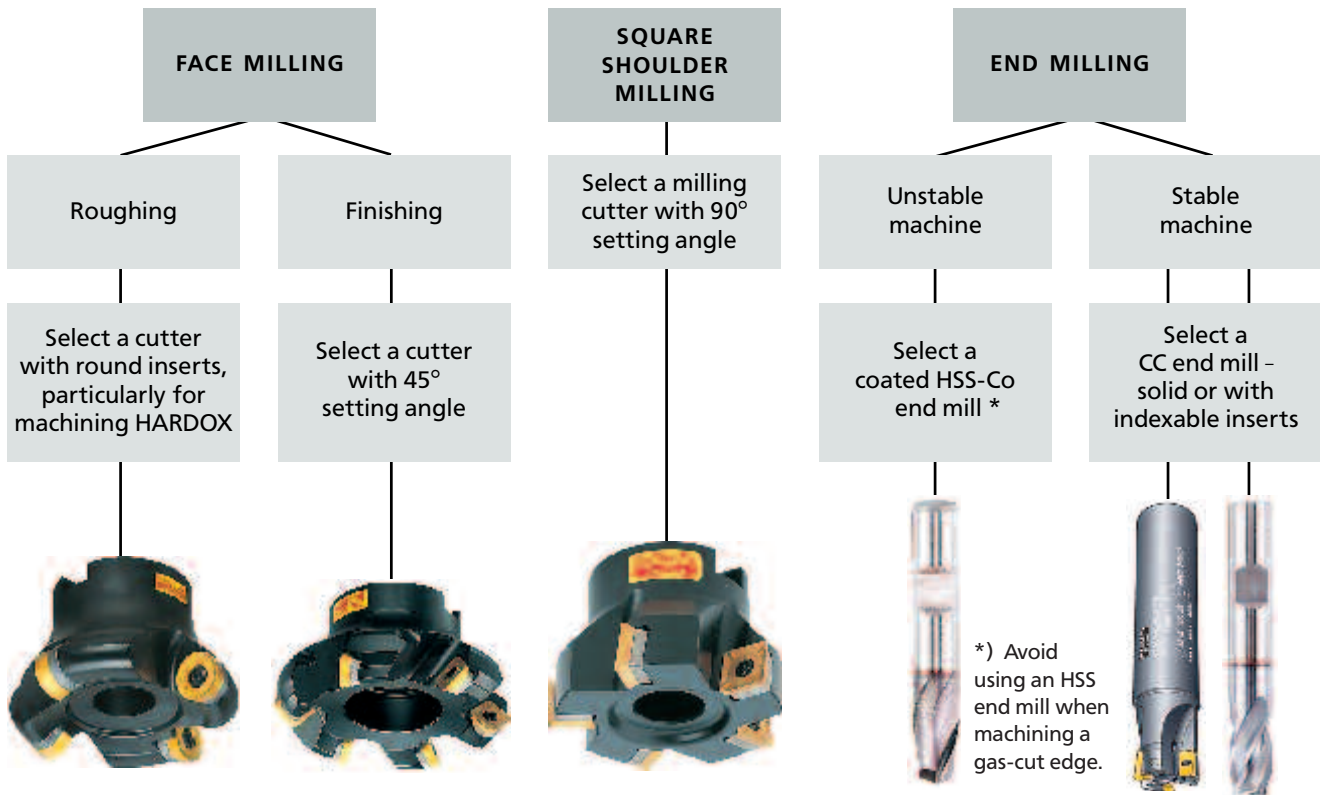 FACE MILLING
Roughing
Select a cutter
with round inserts,
particularly for
machining HARDOX
Finishing
Select a cutter
with 45°
setting angle
SQUARE
SHOULDER
MILLING
Select a milling
cutter with 90°
setting angle
END MILLING
Unstable
machine
Select a
coated HSS-Co
end mill *
*) Avoid
using an HSS
end mill when
machining a
gas-cut edge.
Stable
machine
Select a
CC end mill –
solid or with
indexable inserts